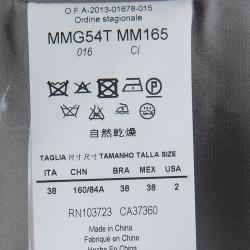 O F A-2013-01678-015
Ordine stagionale
MMG54T MM165
016 CI
自然乾燥
TAGLIA 尺寸 尺寸 TAMANHO TALLA SIZE
ITA CHN BRA MEX USA
38 160/84A 38 38 2
RN103723 CA37360
Made in China
Fabriqué en Chine
Hecho en China